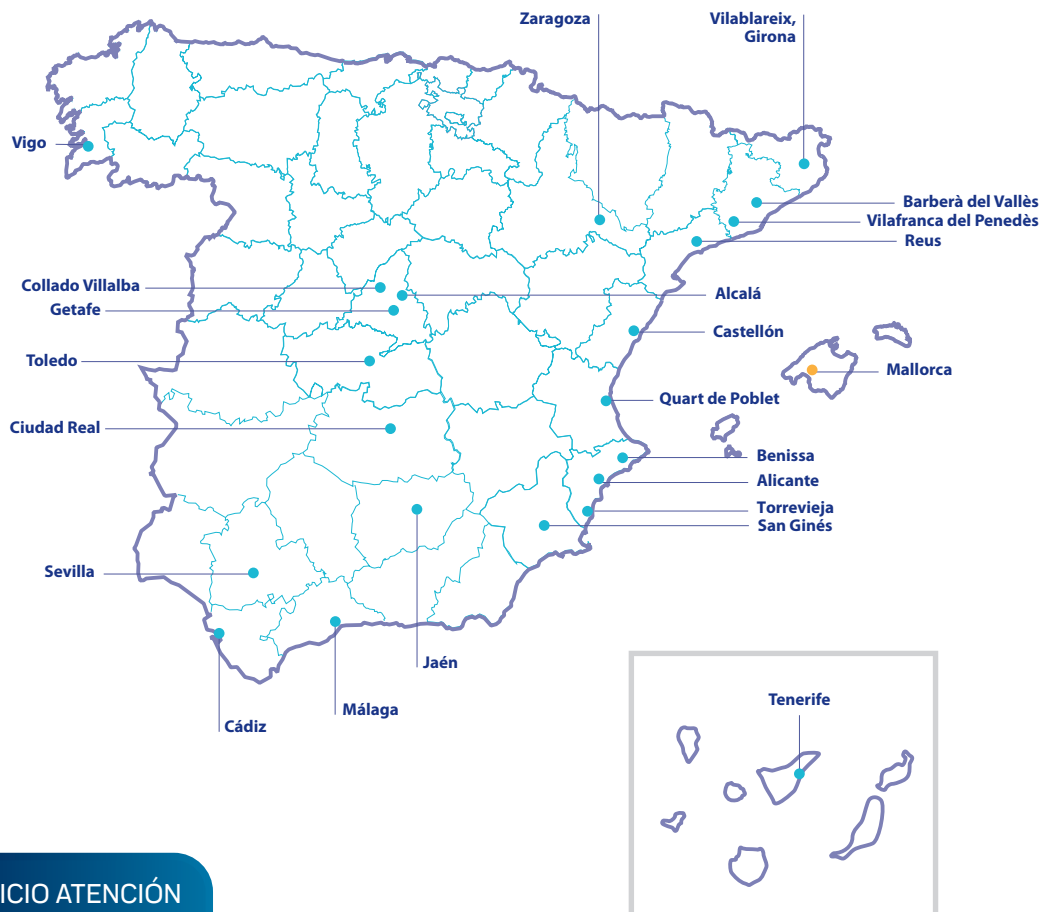 Zaragoza
Vilablareix,
Girona
Vigo
Barberà del Vallès
Vilafranca del Penedès
Reus
Collado Villalba
Alcalá
Getafe
Castellón
Toledo
Mallorca
Quart de Poblet
Ciudad Real
Benissa
Alicante
Torrevieja
San Ginés
Sevilla
Jaén
Málaga
Cádiz
Tenerife
ICIO ATENCIÓN